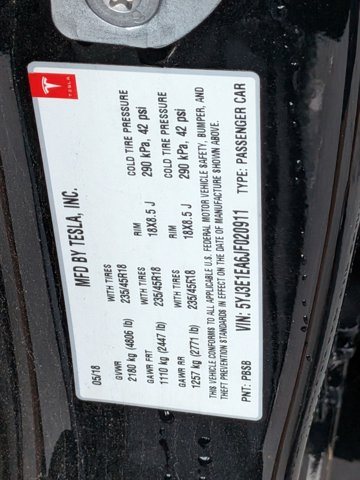 TESLA
MFD BY TESLA, INC.
05/18
GVWR WITH TIRES RIM COLD TIRE PRESSURE
2180 kg (4806 lb) 235/45R18 18X8.5 J 290 kPa, 42 psi
GAWR FRT WITH TIRES RIM COLD TIRE PRESSURE
1110 kg (2447 lb) 235/45R18 18X8.5 J 290 kPa, 42 psi
GAWR RR WITH TIRES
1257 kg (2771 lb) 235/45R18
THIS VEHICLE CONFORMS TO ALL APPLICABLE U.S. FEDERAL MOTOR VEHICLE SAFETY, BUMPER, AND
THEFT PREVENTION STANDARDS IN EFFECT ON THE DATE OF MANUFACTURE SHOWN ABOVE.
VIN: 5YJ3E1EA6JF020911 TYPE: PASSENGER CAR
PNT: PBSB